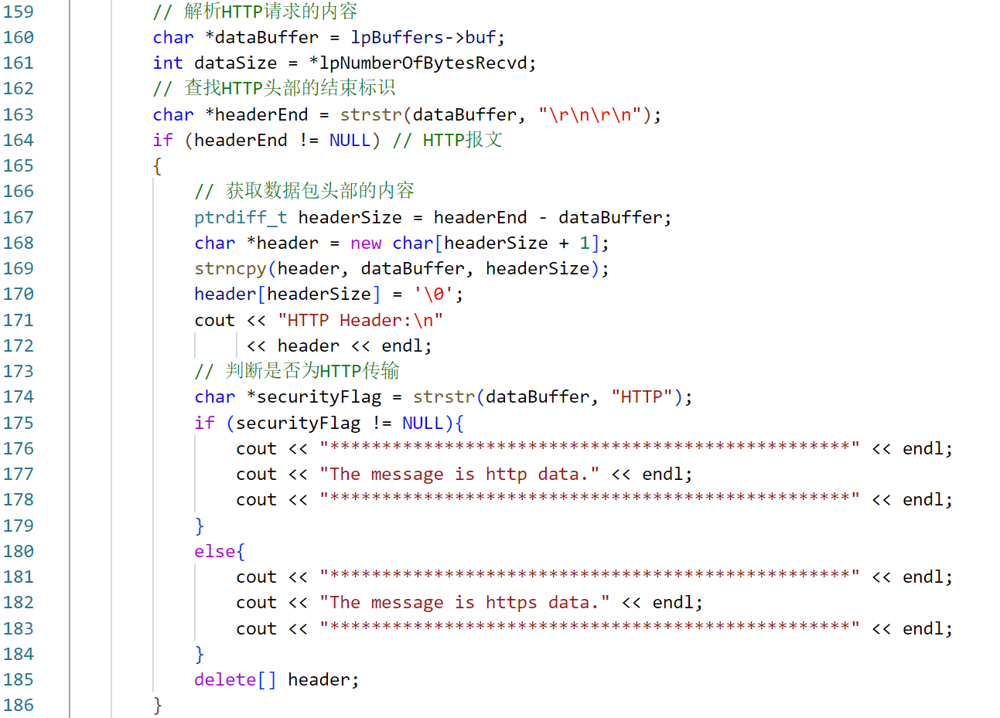 159 // 解析HTTP请求的内容
160 char *dataBuffer = lpBuffers->buf;
161 int dataSize = *lpNumberOfBytesRecvd;
162 // 查找HTTP头部的结束标识
163 char *headerEnd = strstr(dataBuffer, "\r\n\r\n");
164 if (headerEnd != NULL) // HTTP报文
165 {
166 // 获取数据包头部的内容
167 ptrdiff_t headerSize = headerEnd - dataBuffer;
168 char *header = new char[headerSize + 1];
169 strncpy(header, dataBuffer, headerSize);
170 header[headerSize] = '\0';
171 cout << "HTTP Header:\n"
172 << header << endl;
173 // 判断是否为HTTP传输
174 char *securityFlag = strstr(dataBuffer, "HTTP");
175 if (securityFlag != NULL){
176 cout << "**************************************************" << endl;
177 cout << "The message is http data." << endl;
178 cout << "**************************************************" << endl;
179 }
180 else{
181 cout << "**************************************************" << endl;
182 cout << "The message is https data." << endl;
183 cout << "**************************************************" << endl;
184 }
185 delete[] header;
186 }